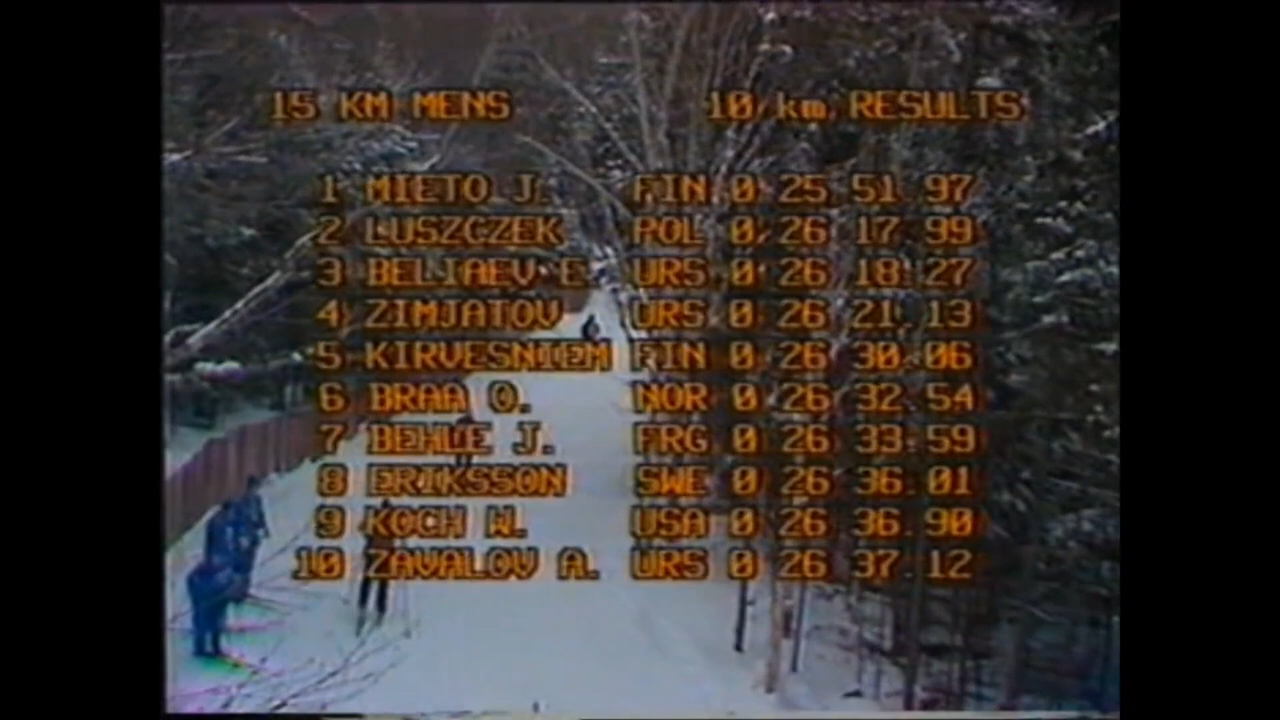 15 KM MENS 10 km RESULTS
1 MIETO J. FIN 0 25 51.97
2 LUSZCZEK POL 0 26 17.99
3 BELIAEV E URS 0 26 18.27
4 ZIMJATOV URS 0 26 21.13
5 KIRVESNIEM FIN 0 26 30.06
6 BRAA O. NOR 0 26 32.54
7 BEHLE J. FRG 0 26 33.59
8 ERIKSSON SWE 0 26 36.01
9 KOCH W. USA 0 26 36.90
10 ZAVALOV A. URS 0 26 37.12